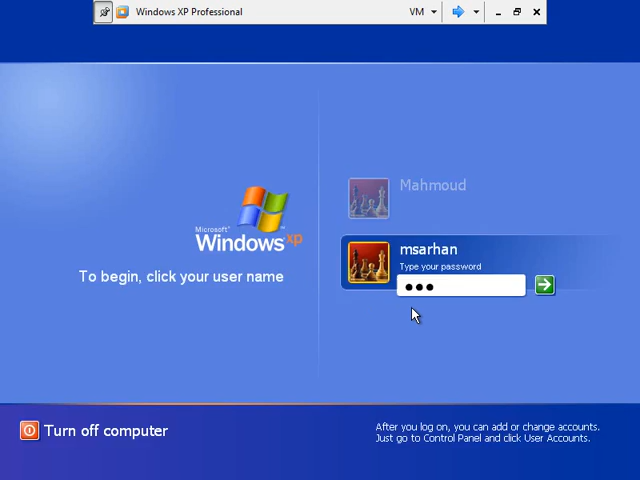 Windows XP Professional
VM
Mahmoud
msarhan
Type your password
Microsoft
Windows xp
To begin, click your user name
Turn off computer
After you log on, you can add or change accounts.
Just go to Control Panel and click User Accounts.